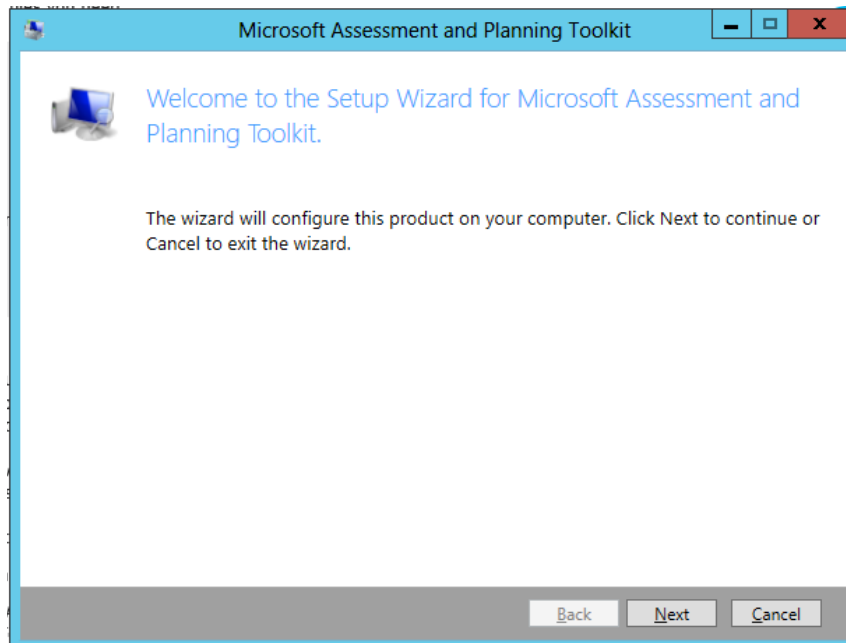 Microsoft Assessment and Planning Toolkit
Welcome to the Setup Wizard for Microsoft Assessment and
Planning Toolkit.
The wizard will configure this product on your computer. Click Next to continue or
Cancel to exit the wizard.
Back Next Cancel